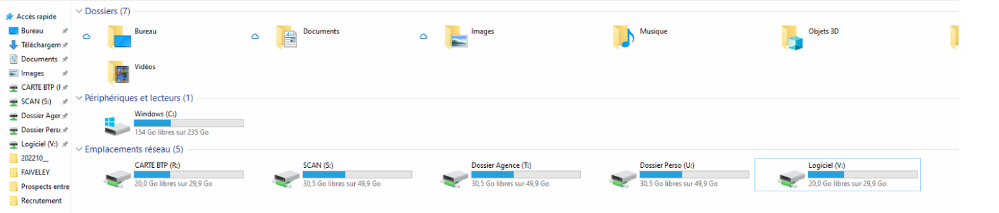 Accès rapide
Bureau
Téléchargem
Documents
Images
CARTE BTP (F
SCAN (S:)
Dossier Ager
Dossier Perso
Logiciel (V:)
202210_
FAIVELEY
Prospects entre
Recrutement
Dossiers (7)
Bureau
Documents
Images
Musique
Objets 3D
Vidéos
Périphériques et lecteurs (1)
Windows (C:)
154 Go libres sur 235 Go
Emplacements réseau (5)
CARTE BTP (R:)
20,0 Go libres sur 29,9 Go
SCAN (S:)
30,5 Go libres sur 49,9 Go
Dossier Agence (T:)
30,5 Go libres sur 49,9 Go
Dossier Perso (U:)
30,5 Go libres sur 49,9 Go
Logiciel (V:)
20,0 Go libres sur 29,9 Go